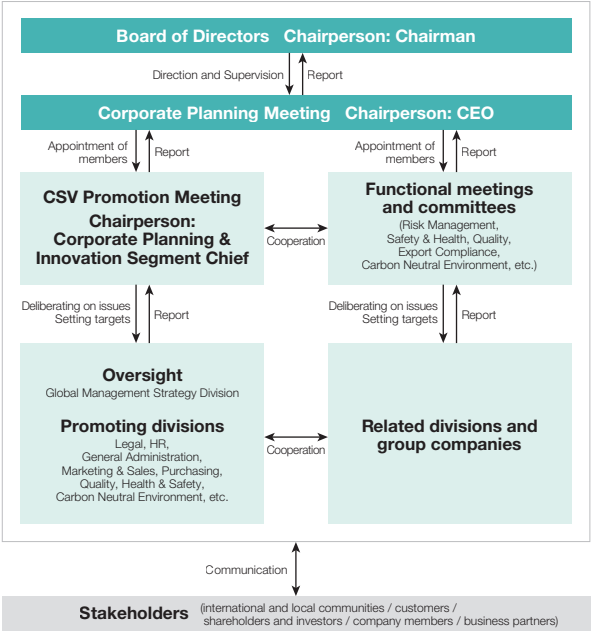 Board of Directors Chairperson: Chairman
Direction and Supervision
Report
Corporate Planning Meeting Chairperson: CEO
Appointment of
members
Report
Appointment of
members
Report
CSV Promotion Meeting
Chairperson:
Corporate Planning &
Innovation Segment Chief
Cooperation
Functional meetings
and committees
(Risk Management,
Safety & Health, Quality,
Export Compliance,
Carbon Neutral Environment, etc.)
Deliberating on issues
Setting targets
Report
Deliberating on issues
Setting targets
Report
Oversight
Global Management Strategy Division
Promoting divisions
Legal, HR,
General Administration,
Marketing & Sales, Purchasing,
Quality, Health & Safety,
Carbon Neutral Environment, etc.
Cooperation
Related divisions and
group companies
Communication
Stakeholders (international and local communities / customers /
shareholders and investors / company members / business partners)